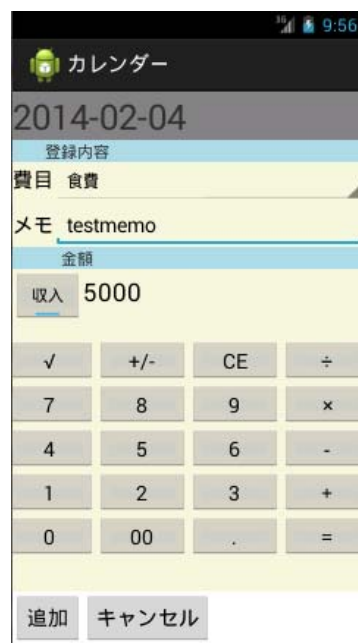 3G 9:56
カレンダー
2014-02-04
登録内容
費目 食費
メモ testmemo
金額
収入 5000
√ +/- CE ÷
7 8 9 ×
4 5 6 -
1 2 3 +
0 00 . =
追加 キャンセル